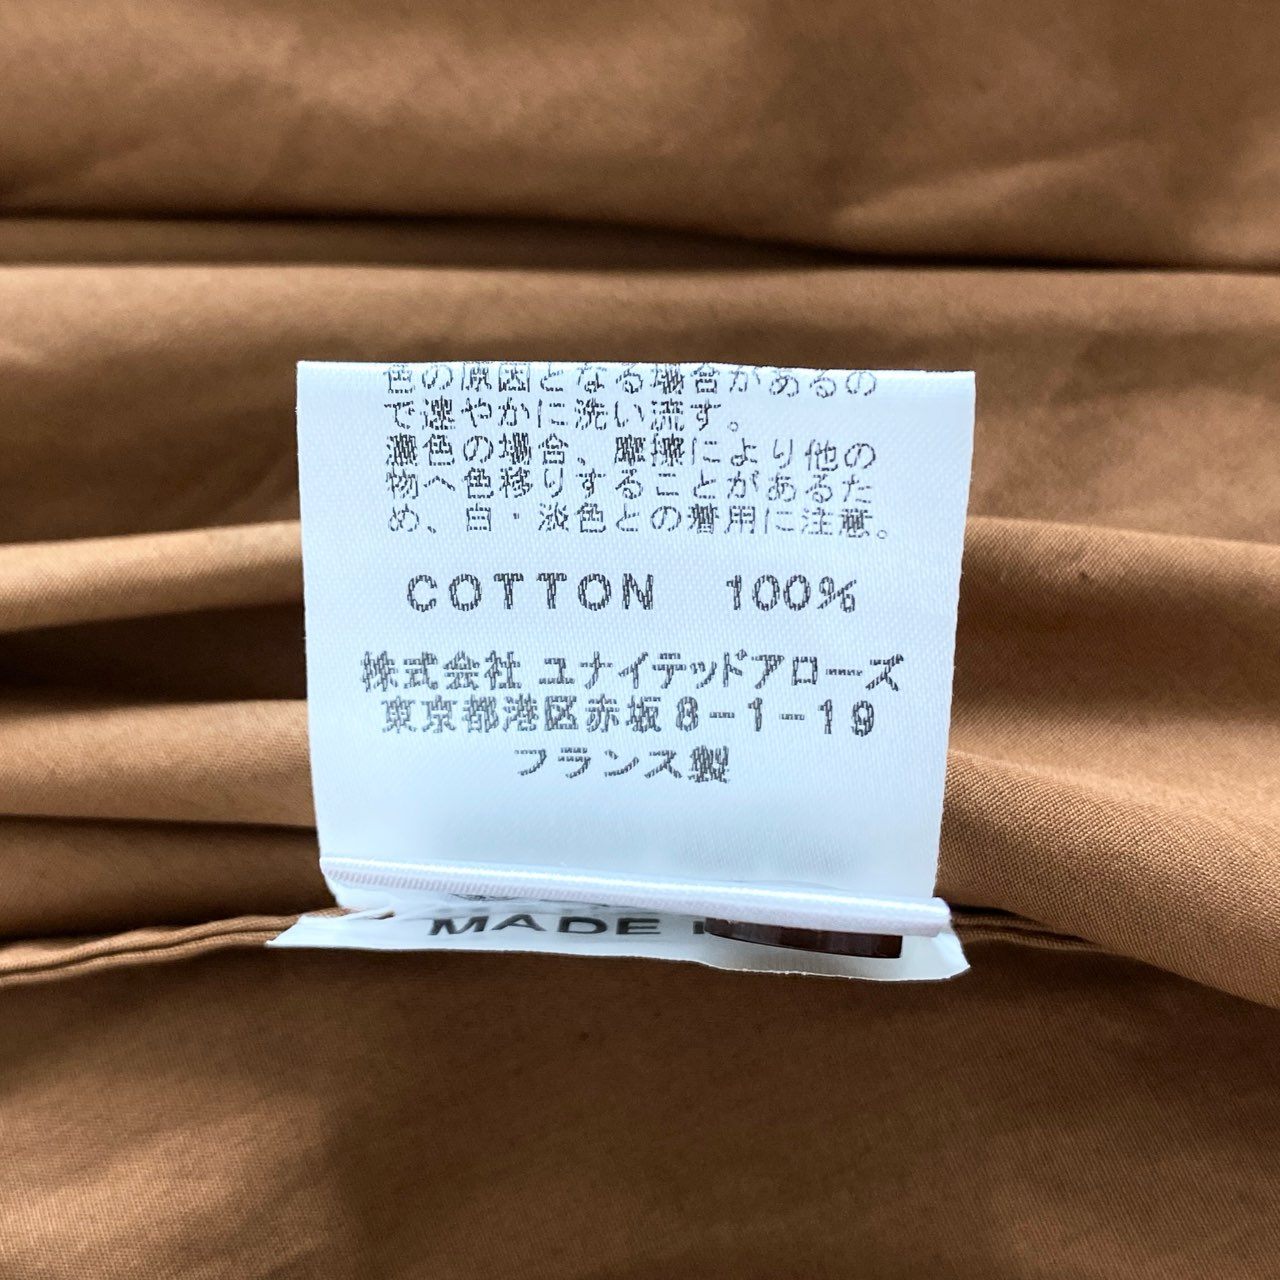 色の原因となる場合があるの
で速やかに洗い流す。
濃色の場合、摩擦により他の
物へ色移りすることがあるた
め、白・淡色との着用に注意。
COTTON 100%
株式会社 ユナイテッドアローズ
東京都港区赤坂8-1-19
フランス製
MADE